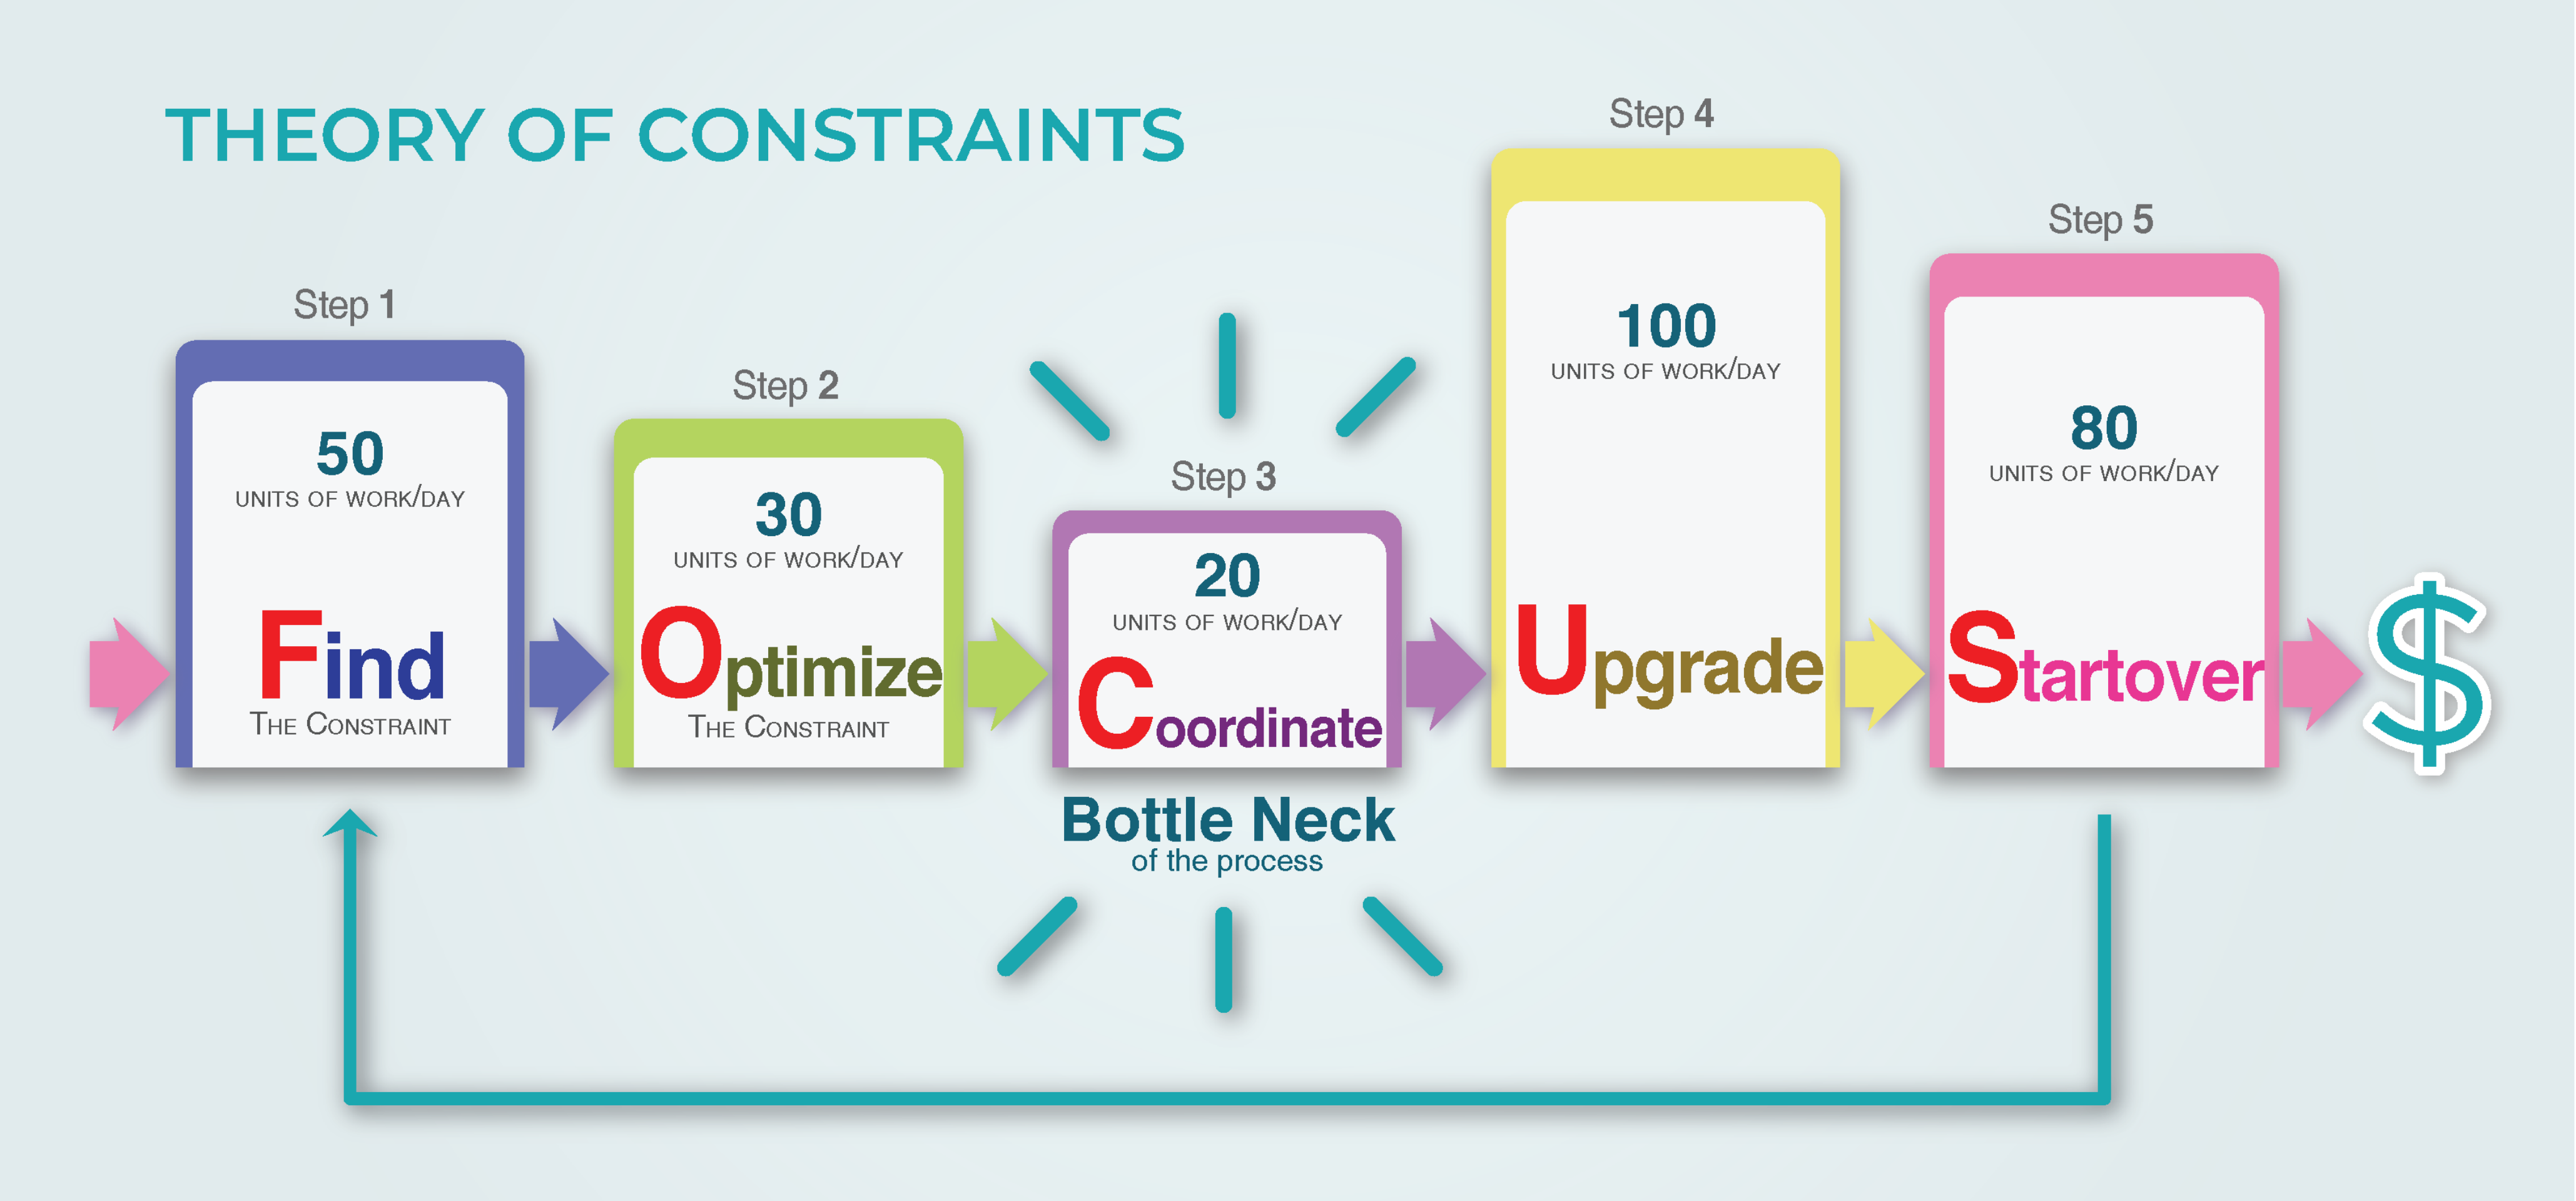 THEORY OF CONSTRAINTS
Step 1
50
UNITS OF WORK/DAY
Find
THE CONSTRAINT
Step 2
30
UNITS OF WORK/DAY
Optimize
THE CONSTRAINT
Step 3
20
UNITS OF WORK/DAY
Coordinate
Bottle Neck
of the process
Step 4
100
UNITS OF WORK/DAY
Upgrade
Step 5
80
UNITS OF WORK/DAY
Startover
$